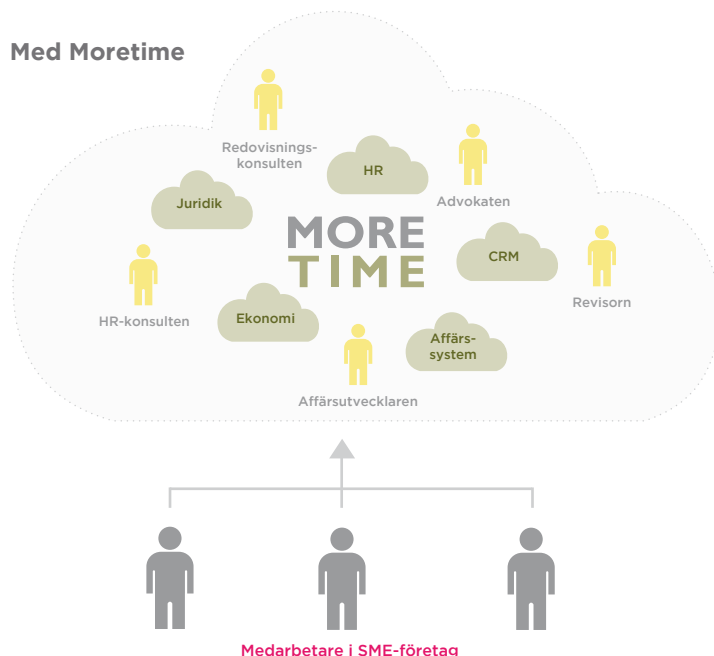 Med Moretime
Redovisnings-
konsulten
HR
Advokaten
Juridik
MORE
TIME
CRM
Revisorn
HR-konsulten
Ekonomi
Affärs-
system
Affärsutvecklaren
Medarbetare i SME-företag